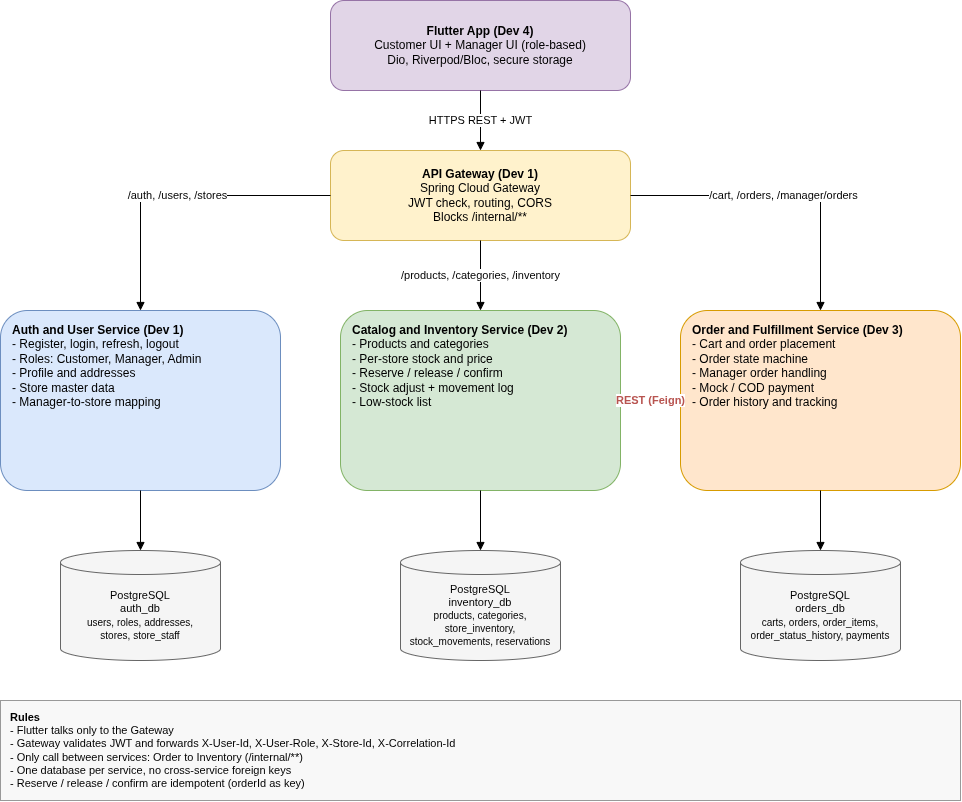 Flutter App (Dev 4)
Customer UI + Manager UI (role-based)
Dio, Riverpod/Bloc, secure storage
HTTPS REST + JWT
API Gateway (Dev 1)
Spring Cloud Gateway
JWT check, routing, CORS
Blocks /internal/**
/auth, /users, /stores
/cart, /orders, /manager/orders
/products, /categories, /inventory
Auth and User Service (Dev 1)
- Register, login, refresh, logout
- Roles: Customer, Manager, Admin
- Profile and addresses
- Store master data
- Manager-to-store mapping
Catalog and Inventory Service (Dev 2)
- Products and categories
- Per-store stock and price
- Reserve / release / confirm
- Stock adjust + movement log
- Low-stock list
REST (Feign)
Order and Fulfillment Service (Dev 3)
- Cart and order placement
- Order state machine
- Manager order handling
- Mock / COD payment
- Order history and tracking
PostgreSQL
auth_db
users, roles, addresses,
stores, store_staff
PostgreSQL
inventory_db
products, categories,
store_inventory,
stock_movements, reservations
PostgreSQL
orders_db
carts, orders, order_items,
order_status_history, payments
Rules
- Flutter talks only to the Gateway
- Gateway validates JWT and forwards X-User-Id, X-User-Role, X-Store-Id, X-Correlation-Id
- Only call between services: Order to Inventory (/internal/**)
- One database per service, no cross-service foreign keys
- Reserve / release / confirm are idempotent (orderId as key)